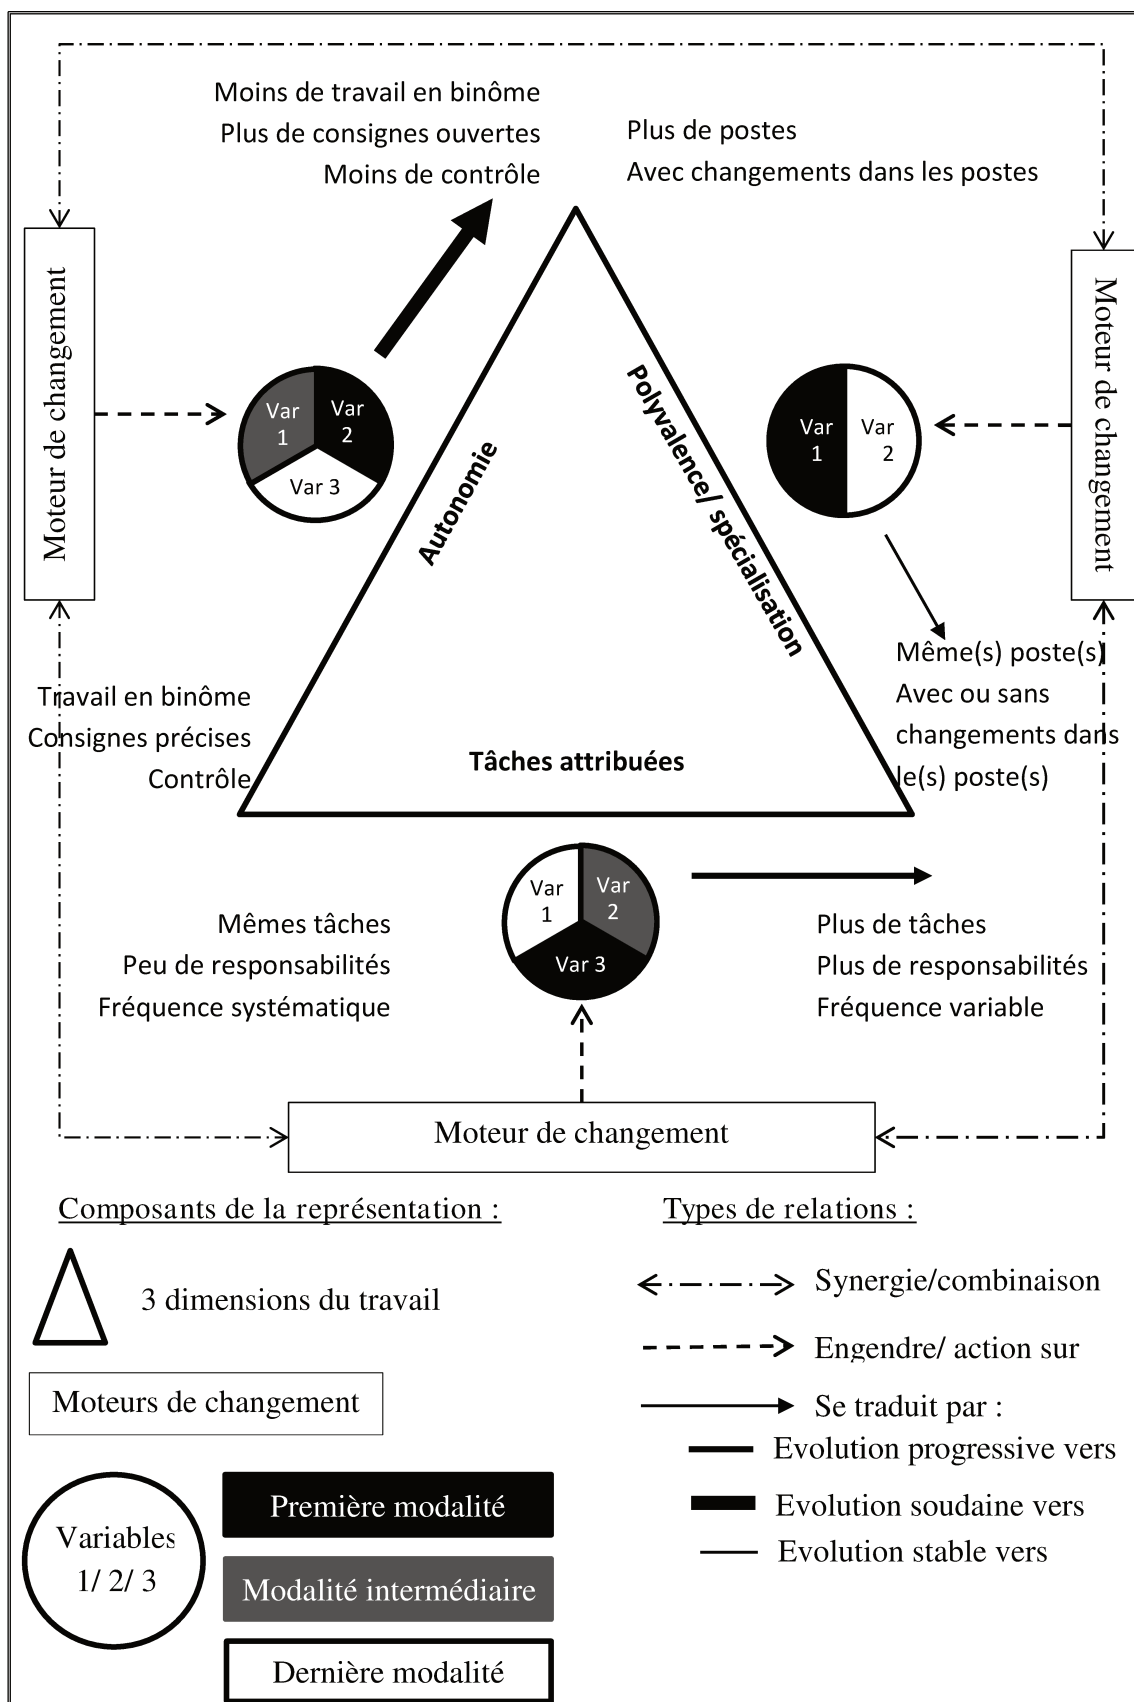 Moins de travail en binôme
Plus de consignes ouvertes
Moins de contrôle
Plus de postes
Avec changements dans les postes
Moteur de changement
Moteur de changement
Var
1
Var
2
Var 3
Autonomie
Polyvalence/ spécialisation
Var
1
Var
2
Travail en binôme
Consignes précises
Contrôle
Même(s) poste(s)
Avec ou sans
changements dans
le(s) poste(s)
Tâches attribuées
Var
1
Var
2
Var 3
Mêmes tâches
Peu de responsabilités
Fréquence systématique
Plus de tâches
Plus de responsabilités
Fréquence variable
Moteur de changement
Composants de la représentation :
3 dimensions du travail
Moteurs de changement
Variables
1/ 2/ 3
Première modalité
Modalité intermédiaire
Dernière modalité
Types de relations :
Synergie/combinaison
Engendre/ action sur
Se traduit par :
Evolution progressive vers
Evolution soudaine vers
Evolution stable vers